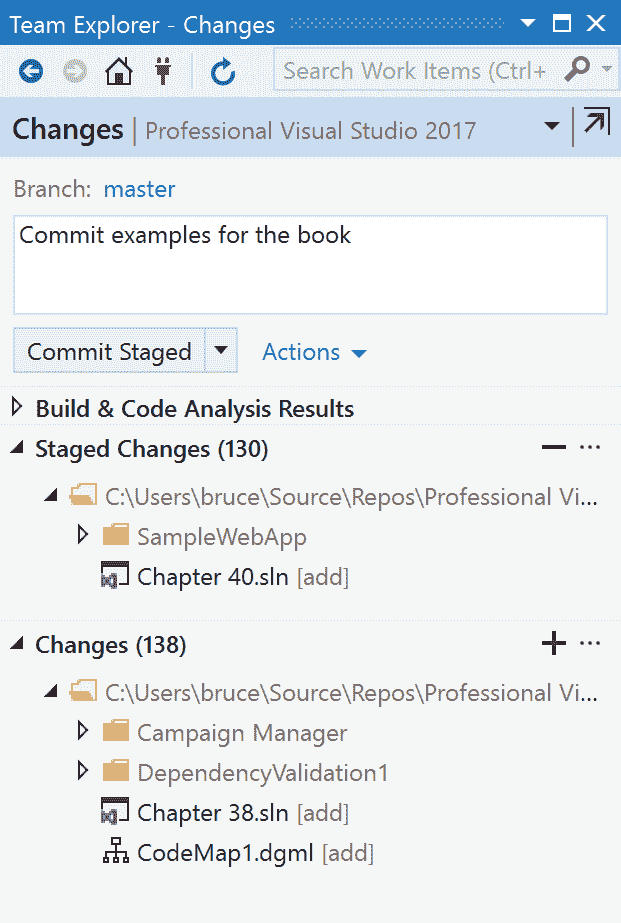 Team Explorer - Changes
Search Work Items (Ctrl+
Changes | Professional Visual Studio 2017
Branch: master
Commit examples for the book
Commit Staged Actions
Build & Code Analysis Results
Staged Changes (130)
C:\Users\bruce\Source\Repos\Professional Vi...
SampleWebApp
Chapter 40.sln [add]
Changes (138)
C:\Users\bruce\Source\Repos\Professional Vi...
Campaign Manager
DependencyValidation1
Chapter 38.sln [add]
CodeMap1.dgml [add]